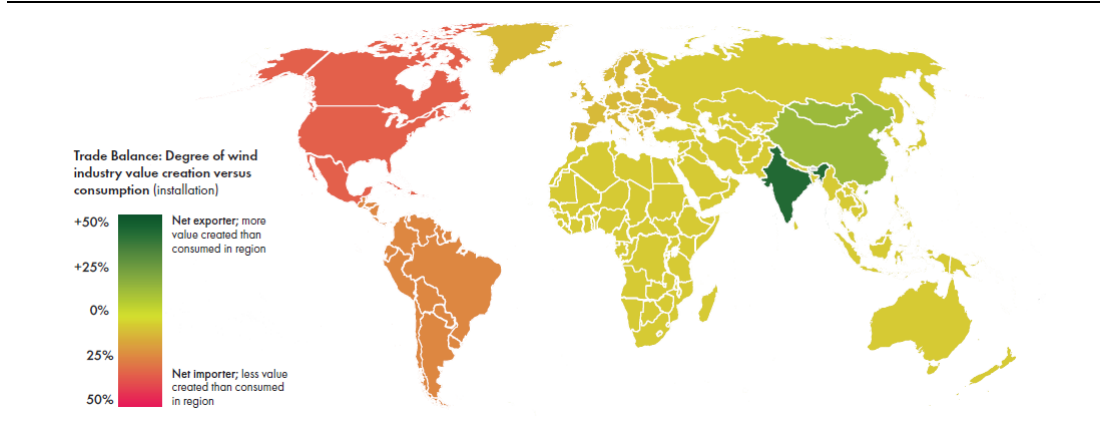 Trade Balance: Degree of wind
industry value creation versus
consumption (installation)
+50%
Net exporter; more
value created than
consumed in region
+25%
0%
25%
Net importer; less value
created than consumed
in region
50%